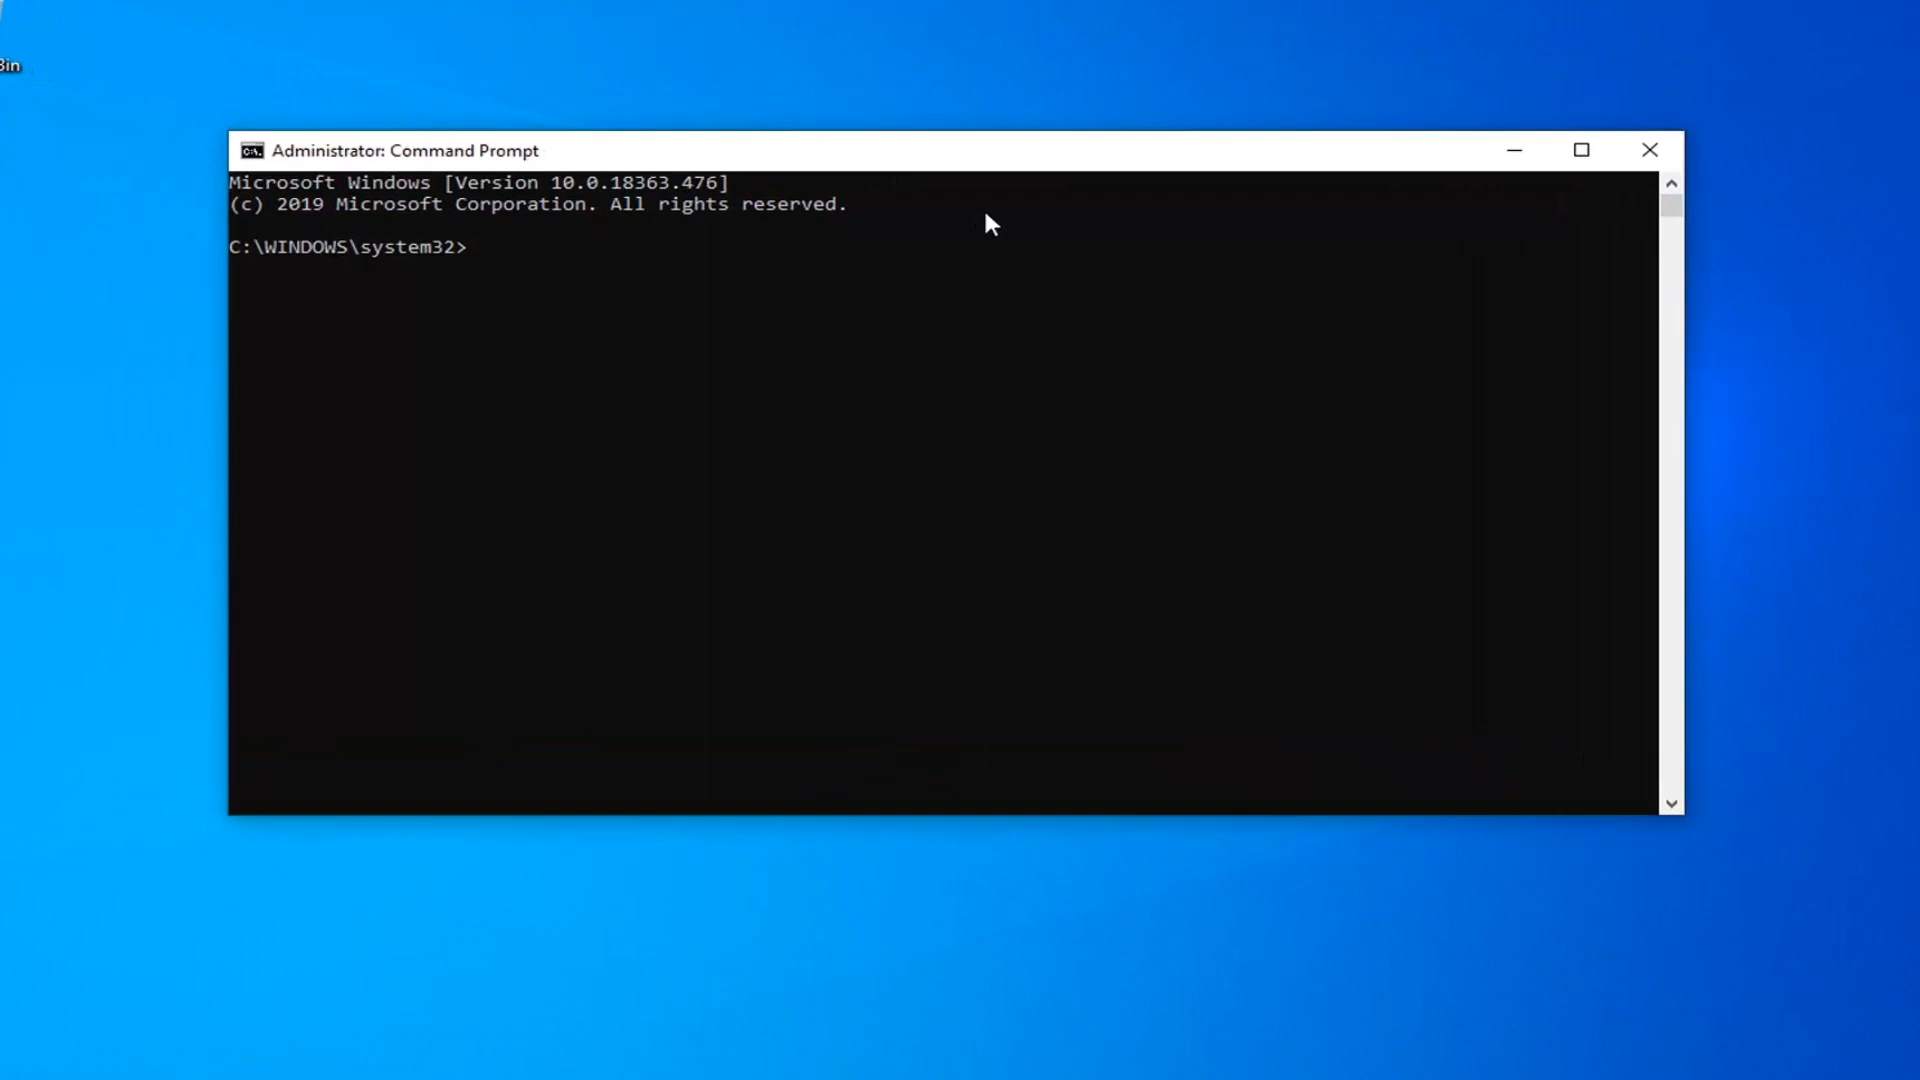 Bin
Administrator: Command Prompt
Microsoft Windows [Version 10.0.18363.476]
(c) 2019 Microsoft Corporation. All rights reserved.
C:\WINDOWS\system32>